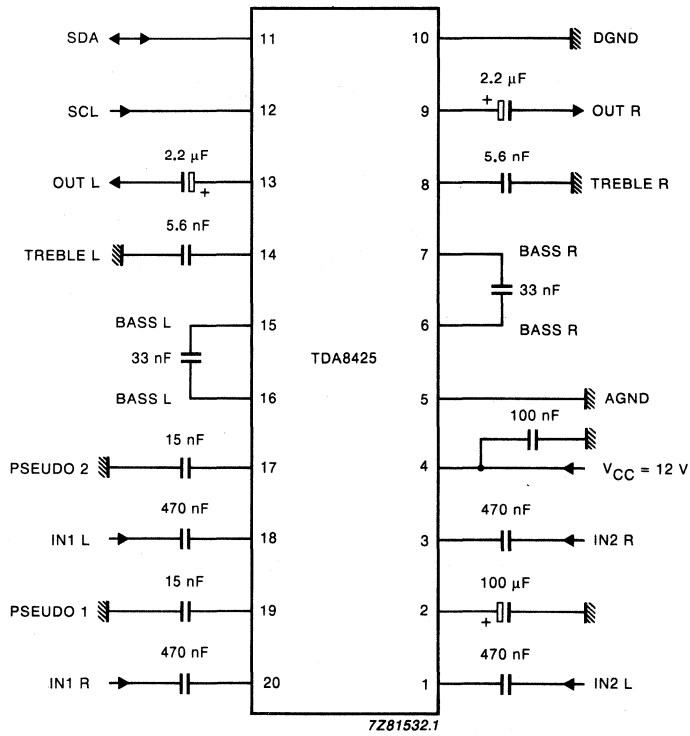 SDA 11 10 DGND
2.2 µF
+
SCL 12 9 OUT R
2.2 µF 5.6 nF
OUT L 13 8 TREBLE R
+
5.6 nF
TREBLE L 14 7 BASS R
33 nF
BASS L 15 6 BASS R
33 nF TDA8425
BASS L 16 5 AGND
100 nF
15 nF
PSEUDO 2 17 4 VCC = 12 V
470 nF 470 nF
IN1 L 18 3 IN2 R
15 nF 100 µF
PSEUDO 1 19 2
+
470 nF 470 nF
IN1 R 20 1 IN2 L
7Z81532.1